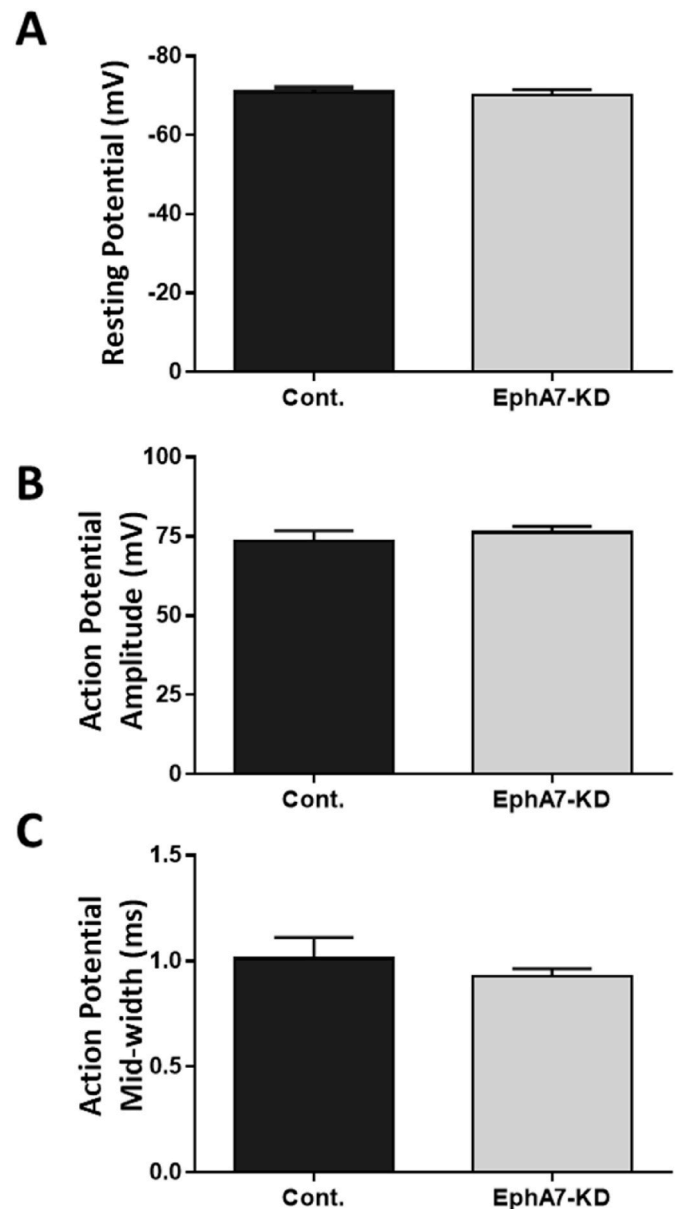 A
Resting Potential (mV)
-80
-60
-40
-20
0
Cont.
EphA7-KD
B
Action Potential
Amplitude (mV)
100
75
50
25
0
Cont.
EphA7-KD
C
Action Potential
Mid-width (ms)
1.5
1.0
0.5
0.0
Cont.
EphA7-KD